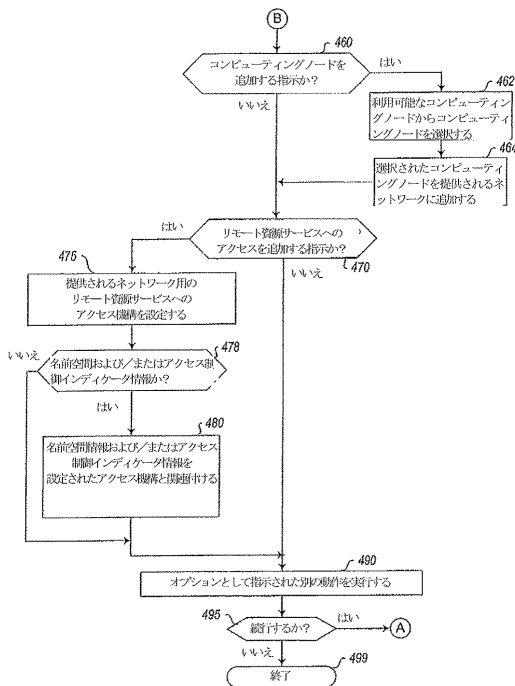 B
460
コンピューティングノードを
追加する指示か?
はい
いいえ
462
利用可能なコンピューティン
グノードからコンピューティ
ングノードを選択する
464
選択されたコンピューティ
ングノードを提供されるネ
ットワークに追加する
はい
リモート資源サービスへの
アクセスを追加する指示か?
470
いいえ
476
提供されるネットワーク用の
リモート資源サービスへの
アクセス機構を設定する
いいえ
478
名前空間および/またはアクセス制
御インディケータ情報か?
はい
480
名前空間情報および/またはアクセス
制御インディケータ情報を
設定されたアクセス機構と関連付ける
490
オプションとして指示された別の動作を実行する
495
続行するか?
はい
A
いいえ
499
終了